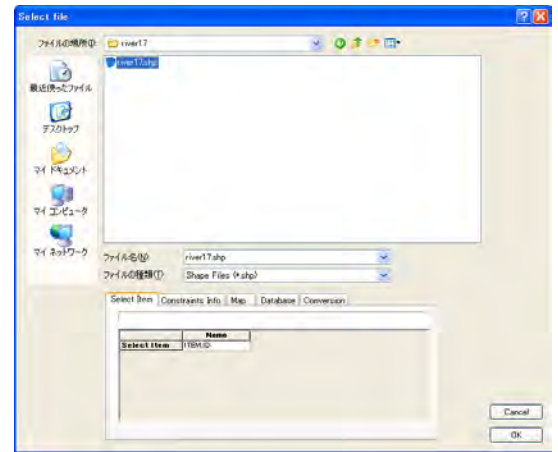 Select file
ファイルの場所(I):
river17
river17.shp
最近使ったファイル
デスクトップ
マイ ドキュメント
マイ コンピュータ
マイ ネットワーク
ファイル名(N):
river17.shp
ファイルの種類(T):
Shape Files (*.shp)
Select Item
Constraints Info
Map
Database
Conversion
Name
Select Item
ITEM.ID
Cancel
OK